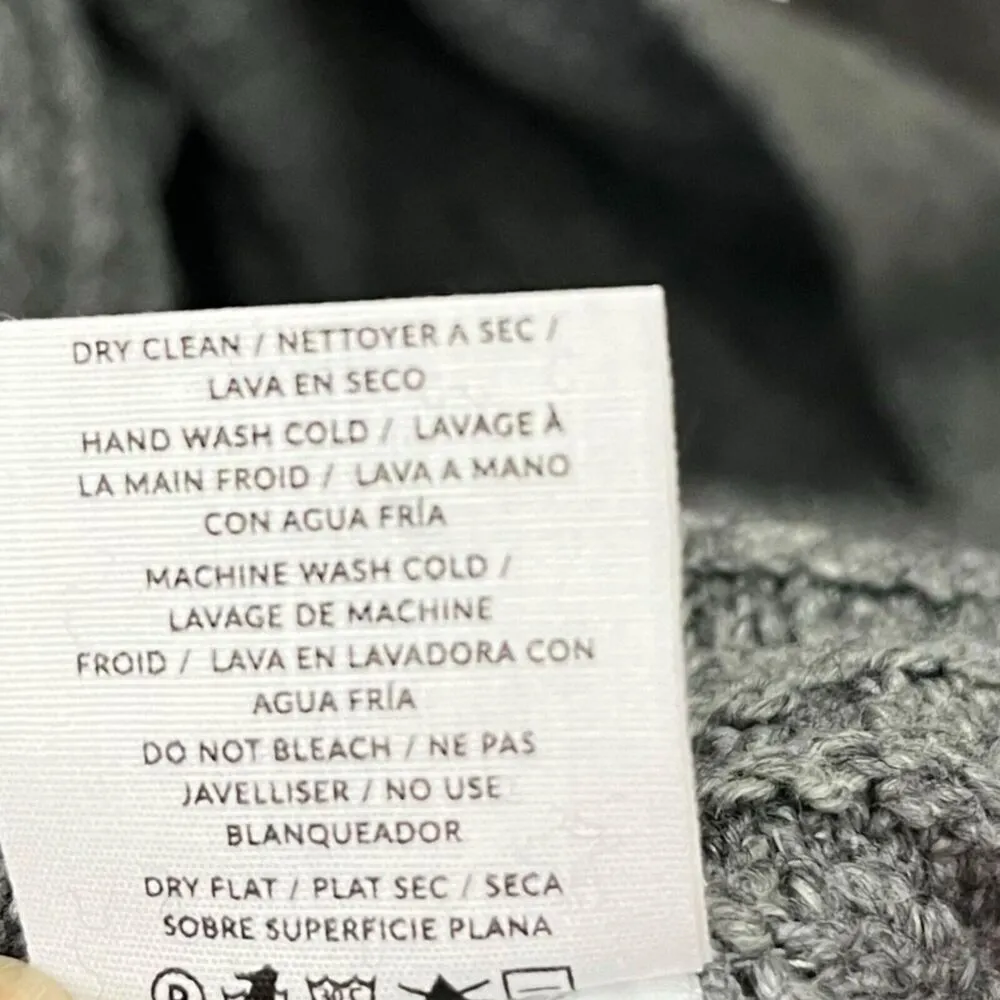 DRY CLEAN / NETTOYER A SEC /
LAVA EN SECO
HAND WASH COLD / LAVAGE À
LA MAIN FROID / LAVA A MANO
CON AGUA FRÍA
MACHINE WASH COLD /
LAVAGE DE MACHINE
FROID / LAVA EN LAVADORA CON
AGUA FRÍA
DO NOT BLEACH / NE PAS
JAVELLISER / NO USE
BLANQUEADOR
DRY FLAT / PLAT SEC / SECA
SOBRE SUPERFICIE PLANA
P 30C